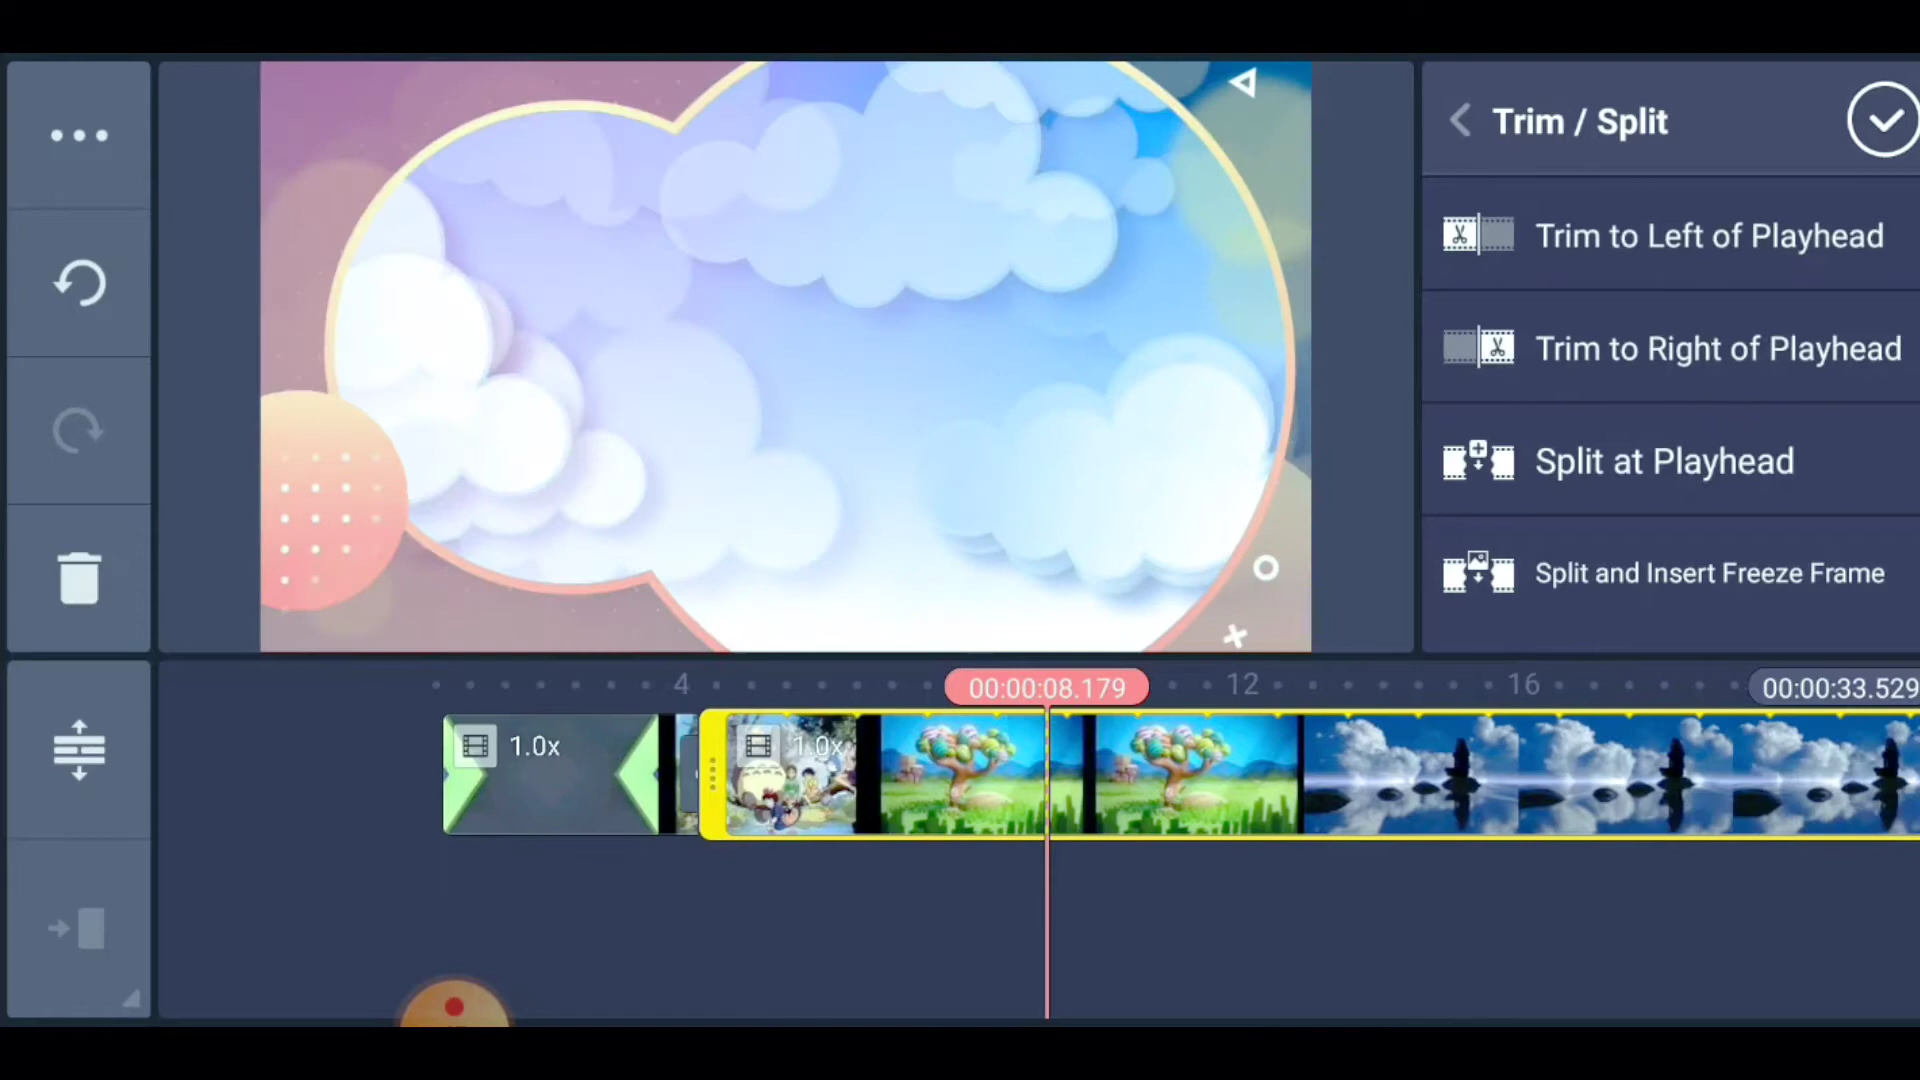 Trim / Split
Trim to Left of Playhead
Trim to Right of Playhead
Split at Playhead
Split and Insert Freeze Frame
4
00:00:08.179
12
16
00:00:33.529
1.0x
1.0x